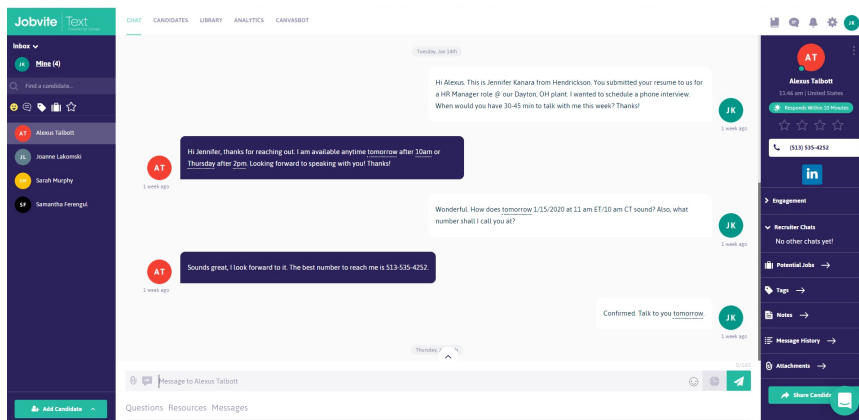 Jobvite Text
CHAT CANDIDATES LIBRARY ANALYTICS CANVASBOT
JK
Inbox
JK Mine (4)
Find a candidate...
AT Alexus Talbott
JL Joanne Lakomski
SM Sarah Murphy
SF Samantha Ferengul
Add Candidate
Tuesday, Jan 14th
Hi Alexus. This is Jennifer Kanara from Hendrickson. You submitted your resume to us for
a HR Manager role @ our Dayton, OH plant. I wanted to schedule a phone interview.
When would you have 30-45 min to talk with me this week? Thanks!
JK
1 week ago
Hi Jennifer, thanks for reaching out. I am available anytime tomorrow after 10am or
Thursday after 2pm. Looking forward to speaking with you! Thanks!
AT
1 week ago
Wonderful. How does tomorrow 1/15/2020 at 11 am ET/10 am CT sound? Also, what
number shall I call you at?
JK
1 week ago
Sounds great, I look forward to it. The best number to reach me is 513-535-4252.
AT
1 week ago
Confirmed. Talk to you tomorrow.
JK
1 week ago
Thursday,
Message to Alexus Talbott
Questions Resources Messages
AT
Alexus Talbott
11:46 am | United States
Responds Within 10 Minutes
(513) 535-4252
in
Engagement
Recruiter Chats
No other chats yet!
Potential Jobs
Tags
Notes
Message History
Attachments
Share Candid